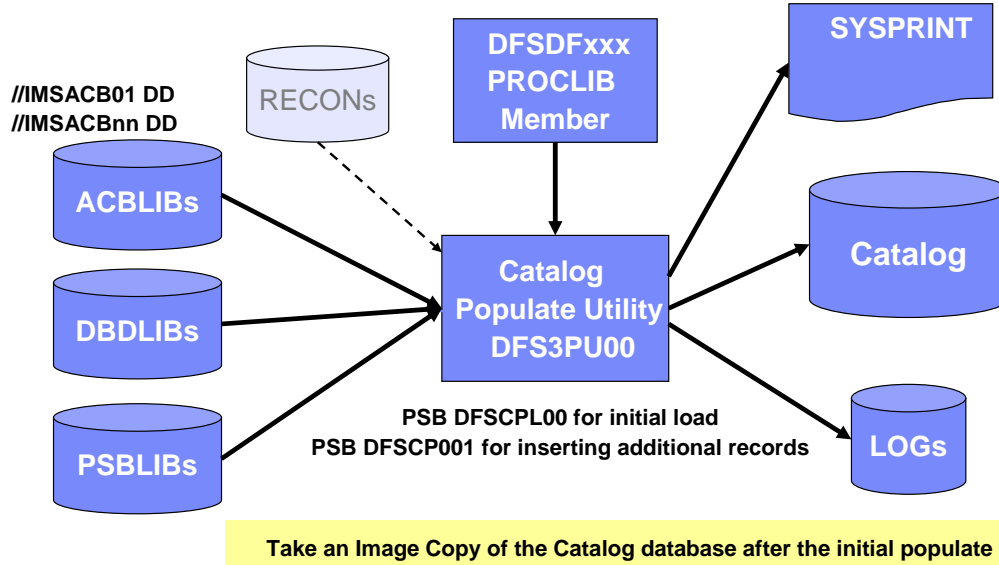 //IMSACB01 DD
//IMSACBnn DD
RECONs
DFSDFxxx
PROCLIB
Member
SYSPRINT
ACBLIBs
DBDLIBs
PSBLIBs
Catalog
Populate Utility
DFS3PU00
Catalog
LOGs
PSB DFSCPL00 for initial load
PSB DFSCP001 for inserting additional records
Take an Image Copy of the Catalog database after the initial populate